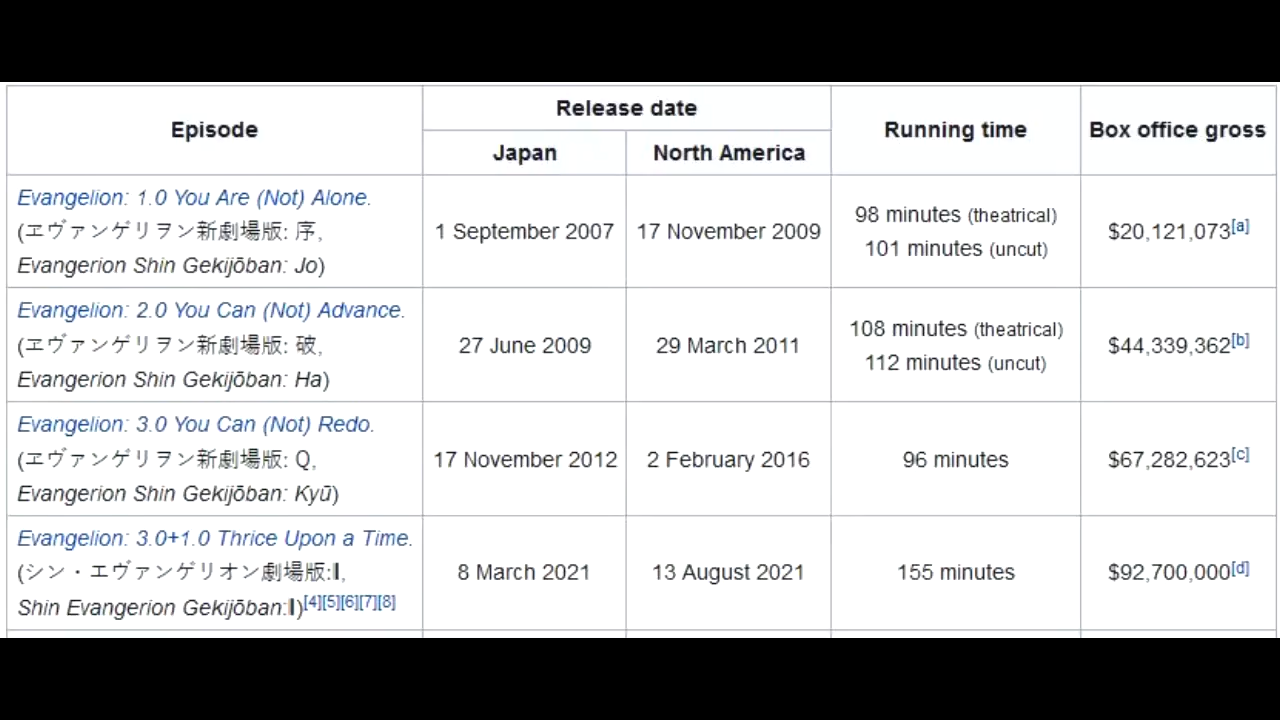 Episode
Release date
Running time
Box office gross
Japan
North America
Evangelion: 1.0 You Are (Not) Alone.
(ヱヴァンゲリヲン新劇場版: 序,
Evangerion Shin Gekijōban: Jo)
1 September 2007
17 November 2009
98 minutes (theatrical)
101 minutes (uncut)
$20,121,073[a]
Evangelion: 2.0 You Can (Not) Advance.
(ヱヴァンゲリヲン新劇場版: 破,
Evangerion Shin Gekijōban: Ha)
27 June 2009
29 March 2011
108 minutes (theatrical)
112 minutes (uncut)
$44,339,362[b]
Evangelion: 3.0 You Can (Not) Redo.
(ヱヴァンゲリヲン新劇場版: Q,
Evangerion Shin Gekijōban: Kyū)
17 November 2012
2 February 2016
96 minutes
$67,282,623[c]
Evangelion: 3.0+1.0 Thrice Upon a Time.
(シン・エヴァンゲリオン劇場版:𝄇,
Shin Evangerion Gekijōban:𝄇)[4][5][6][7][8]
8 March 2021
13 August 2021
155 minutes
$92,700,000[d]